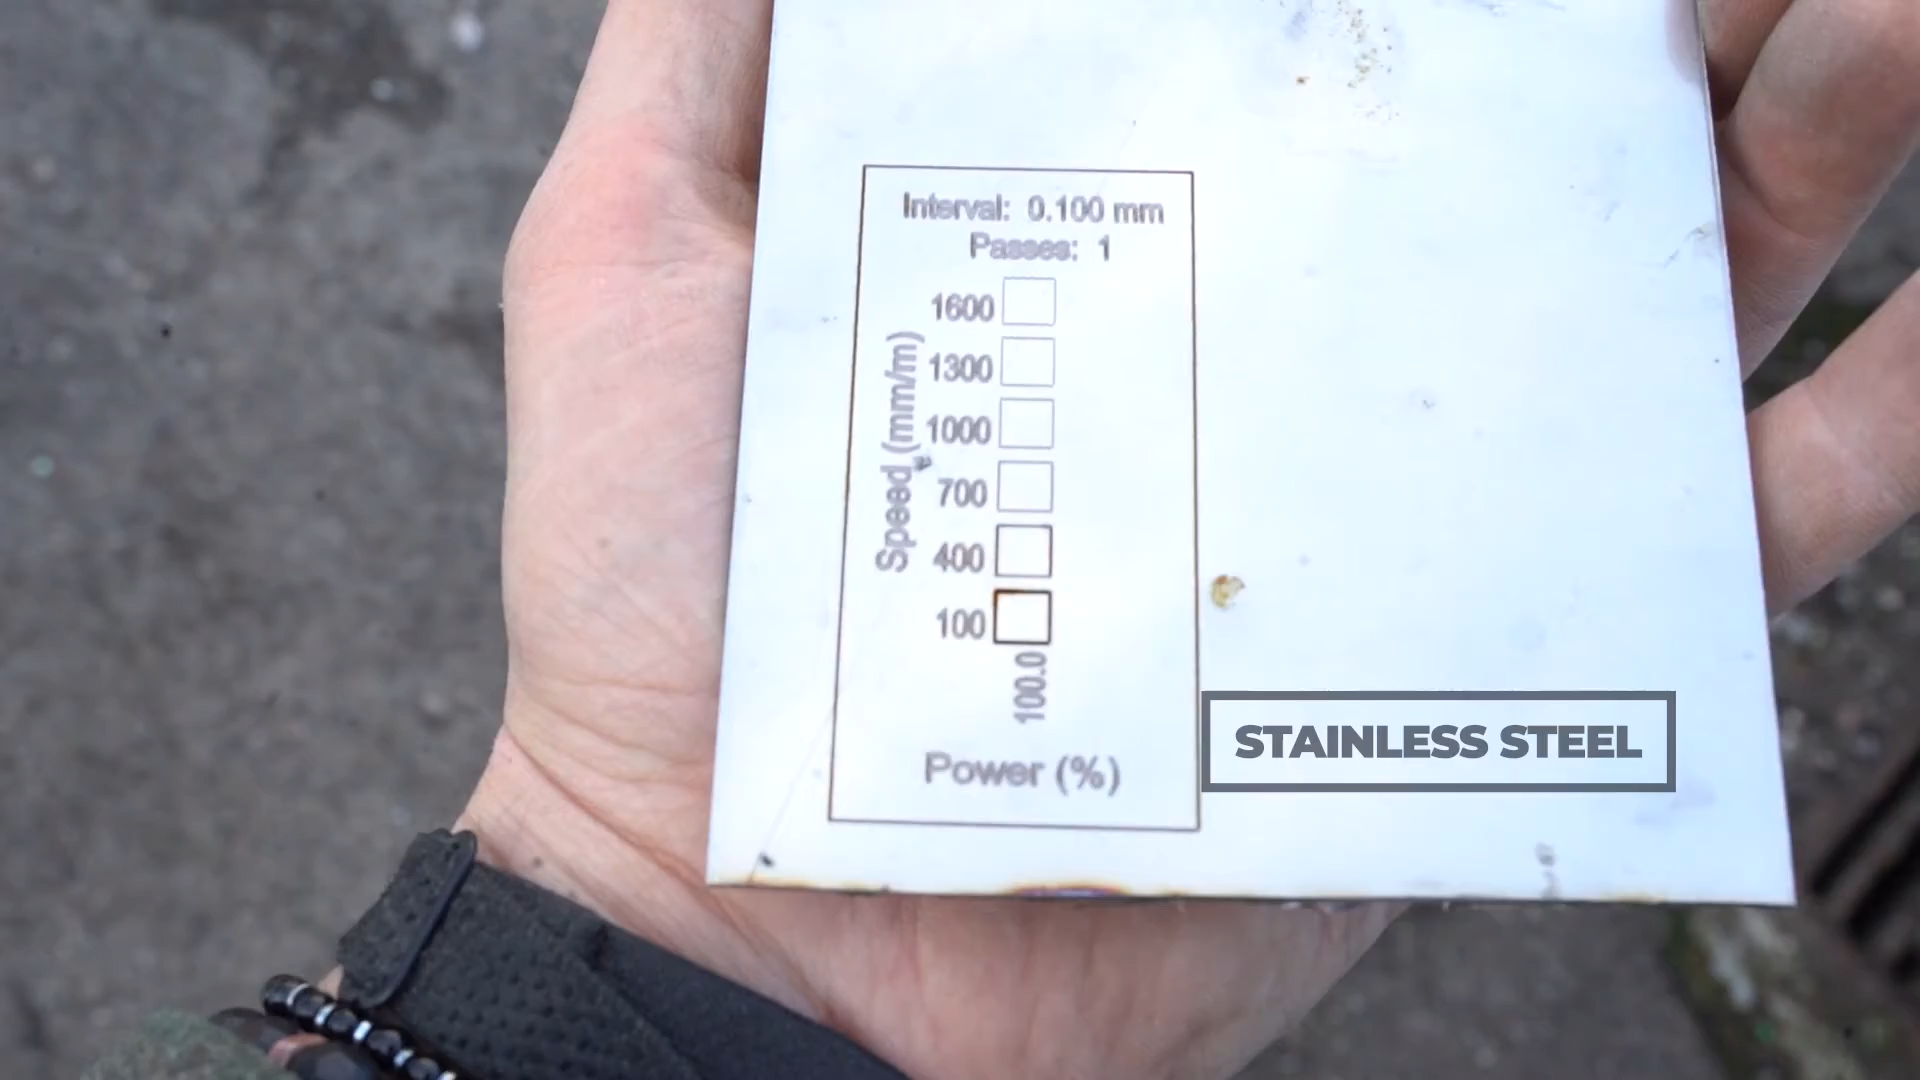 Interval: 0.100 mm
Passes: 1
1600
1300
1000
700
400
100
Speed (mm/m)
100.0
Power (%)
STAINLESS STEEL